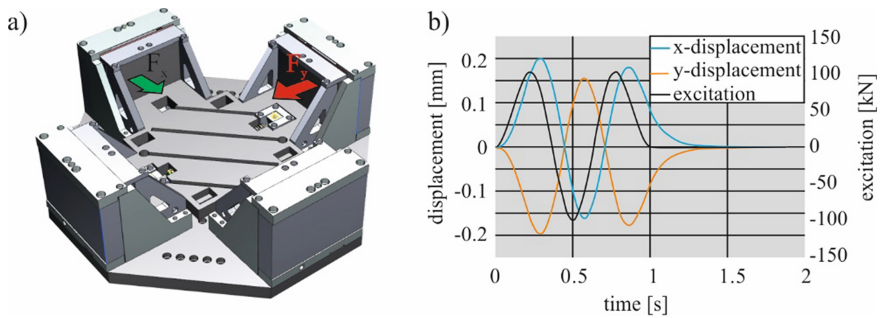 a)
Fx
Fy
b)
x-displacement
y-displacement
excitation
displacement [mm]
0.2
0.1
0
-0.1
-0.2
150
100
50
0
-50
-100
-150
excitation [kN]
0
0.5
1
1.5
2
time [s]